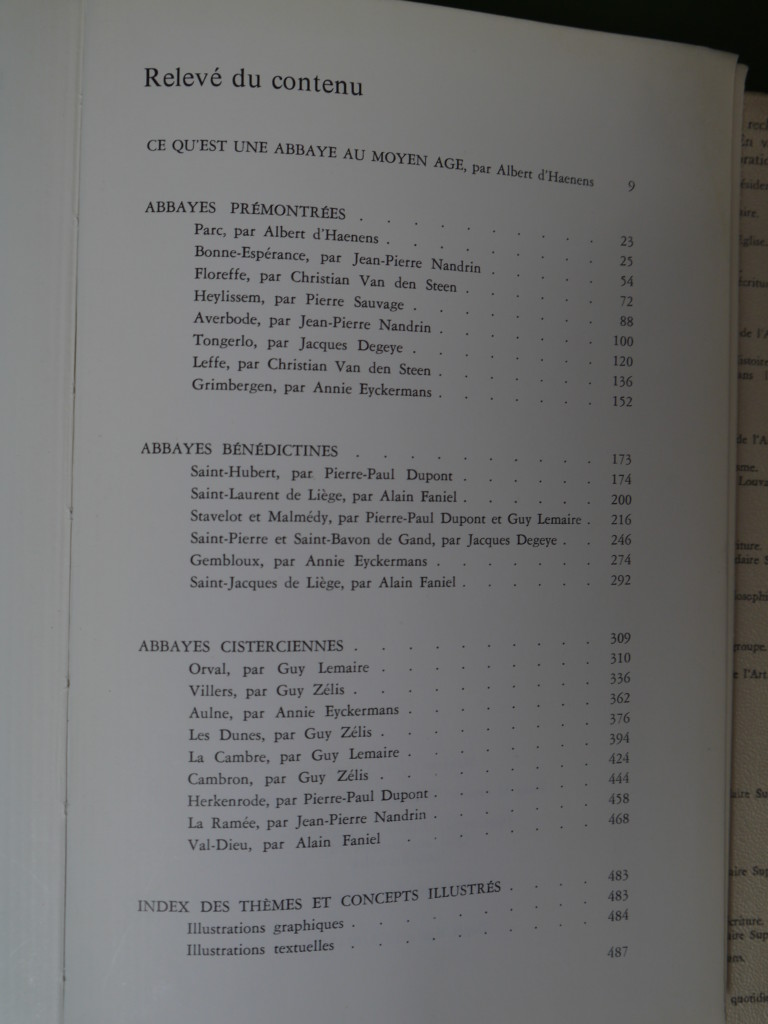 Relevé du contenu
CE QU'EST UNE ABBAYE AU MOYEN AGE, par Albert d'Haenens 9
ABBAYES PRÉMONTRÉES . . . . . . . . . 23
Parc, par Albert d'Haenens . . . . . . . . 25
Bonne-Espérance, par Jean-Pierre Nandrin . . . . 54
Floreffe, par Christian Van den Steen . . . . . 72
Heylissem, par Pierre Sauvage . . . . . . . 88
Averbode, par Jean-Pierre Nandrin . . . . . . 100
Tongerlo, par Jacques Degeye . . . . . . . 120
Leffe, par Christian Van den Steen . . . . . . 136
Grimbergen, par Annie Eyckermans . . . . . . 152
ABBAYES BÉNÉDICTINES . . . . . . . . . 173
Saint-Hubert, par Pierre-Paul Dupont . . . . . 174
Saint-Laurent de Liège, par Alain Faniel . . . . . 200
Stavelot et Malmédy, par Pierre-Paul Dupont et Guy Lemaire . 216
Saint-Pierre et Saint-Bavon de Gand, par Jacques Degeye . . 246
Gembloux, par Annie Eyckermans . . . . . . 274
Saint-Jacques de Liège, par Alain Faniel . . . . . 292
ABBAYES CISTERCIENNES . . . . . . . . . 309
Orval, par Guy Lemaire . . . . . . . . 310
Villers, par Guy Zélis . . . . . . . . . 336
Aulne, par Annie Eyckermans . . . . . . . 362
Les Dunes, par Guy Zélis . . . . . . . . 376
La Cambre, par Guy Lemaire . . . . . . . 394
Cambron, par Guy Zélis . . . . . . . . 424
Herkenrode, par Pierre-Paul Dupont . . . . . . 444
La Ramée, par Jean-Pierre Nandrin . . . . . . 458
Val-Dieu, par Alain Faniel . . . . . . . 468
INDEX DES THÈMES ET CONCEPTS ILLUSTRÉS . . . . 483
Illustrations graphiques . . . . . . . . . 483
Illustrations textuelles . . . . . . . . . 484
487